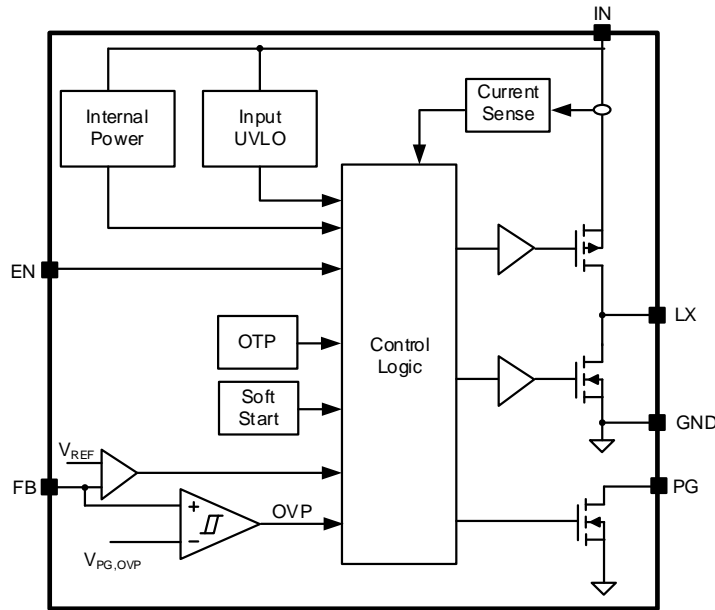 IN
Internal
Power
Input
UVLO
Current
Sense
EN
LX
OTP
Control
Logic
Soft
Start
GND
VREF
FB
PG
+
OVP
−
VPG,OVP